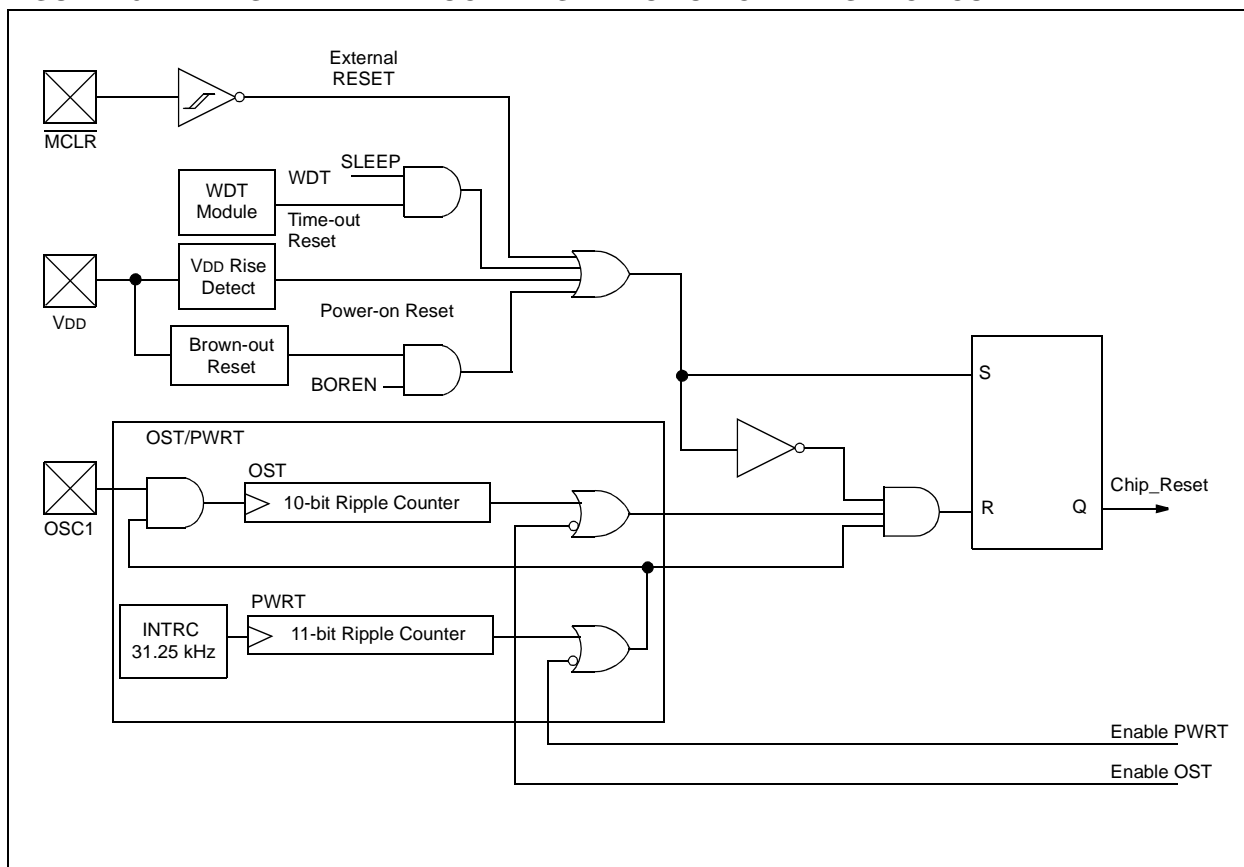 External
RESET
MCLR
SLEEP
WDT
WDT
Module
Time-out
Reset
VDD Rise
Detect
VDD
Power-on Reset
Brown-out
Reset
BOREN
S
OST/PWRT
OST
10-bit Ripple Counter
OSC1
Chip_Reset
R
Q
PWRT
INTRC
31.25 kHz
11-bit Ripple Counter
Enable PWRT
Enable OST